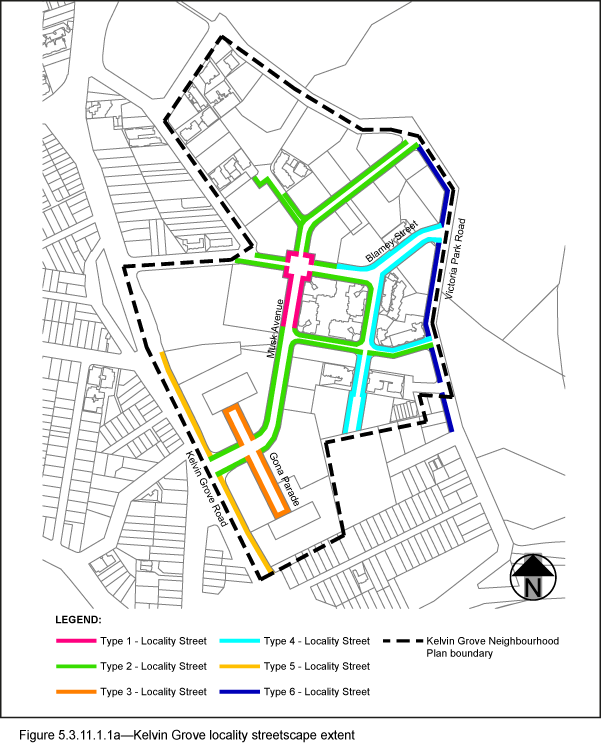 Blamey Street
Victoria Park Road
Musk Avenue
Gona Parade
Kelvin Grove Road
N
LEGEND:
Type 1 - Locality Street
Type 4 - Locality Street
Kelvin Grove Neighbourhood
Plan boundary
Type 2 - Locality Street
Type 5 - Locality Street
Type 3 - Locality Street
Type 6 - Locality Street
Figure 5.3.11.1.1a—Kelvin Grove locality streetscape extent